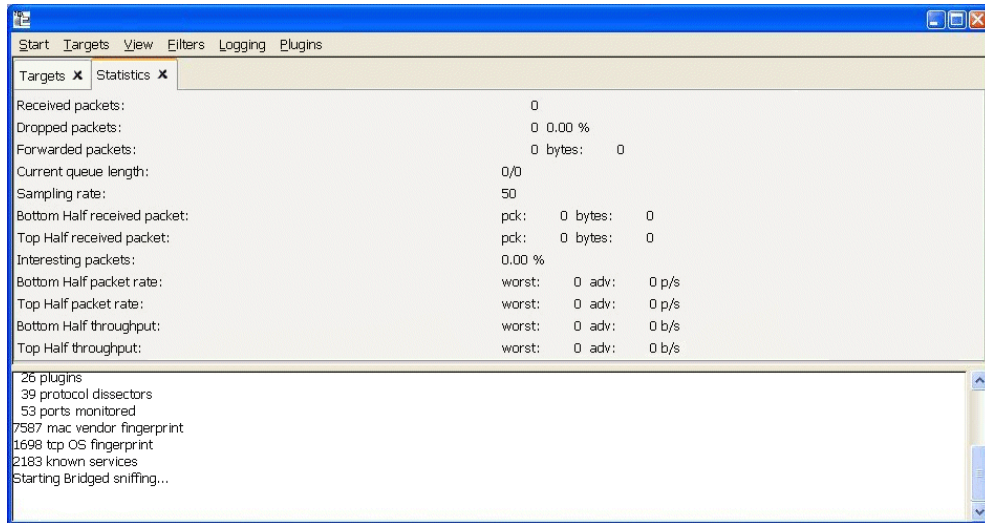 Start Targets View Filters Logging Plugins
Targets Statistics
Received packets: 0
Dropped packets: 0 0.00 %
Forwarded packets: 0 bytes: 0
Current queue length: 0/0
Sampling rate: 50
Bottom Half received packet: pck: 0 bytes: 0
Top Half received packet: pck: 0 bytes: 0
Interesting packets: 0.00 %
Bottom Half packet rate: worst: 0 adv: 0 p/s
Top Half packet rate: worst: 0 adv: 0 p/s
Bottom Half throughput: worst: 0 adv: 0 b/s
Top Half throughput: worst: 0 adv: 0 b/s
26 plugins
39 protocol dissectors
53 ports monitored
7587 mac vendor fingerprint
1698 tcp OS fingerprint
2183 known services
Starting Bridged sniffing...